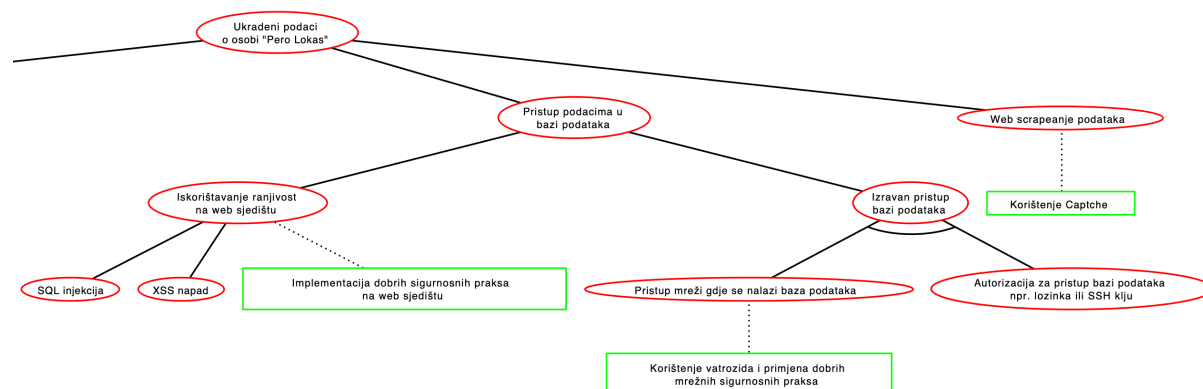 Ukradeni podaci
o osobi "Pero Lokas"
Pristup podacima u
bazi podataka
Web scrapeanje podataka
Iskorištavanje ranjivost
na web sjedištu
Izravan pristup
bazi podataka
Korištenje Captche
SQL injekcija
XSS napad
Implementacija dobrih sigurnosnih praksa
na web sjedištu
Pristup mreži gdje se nalazi baza podataka
Autorizacija za pristup bazi podataka
npr. lozinka ili SSH klju
Korištenje vatrozida i primjena dobrih
mrežnih sigurnosnih praksa